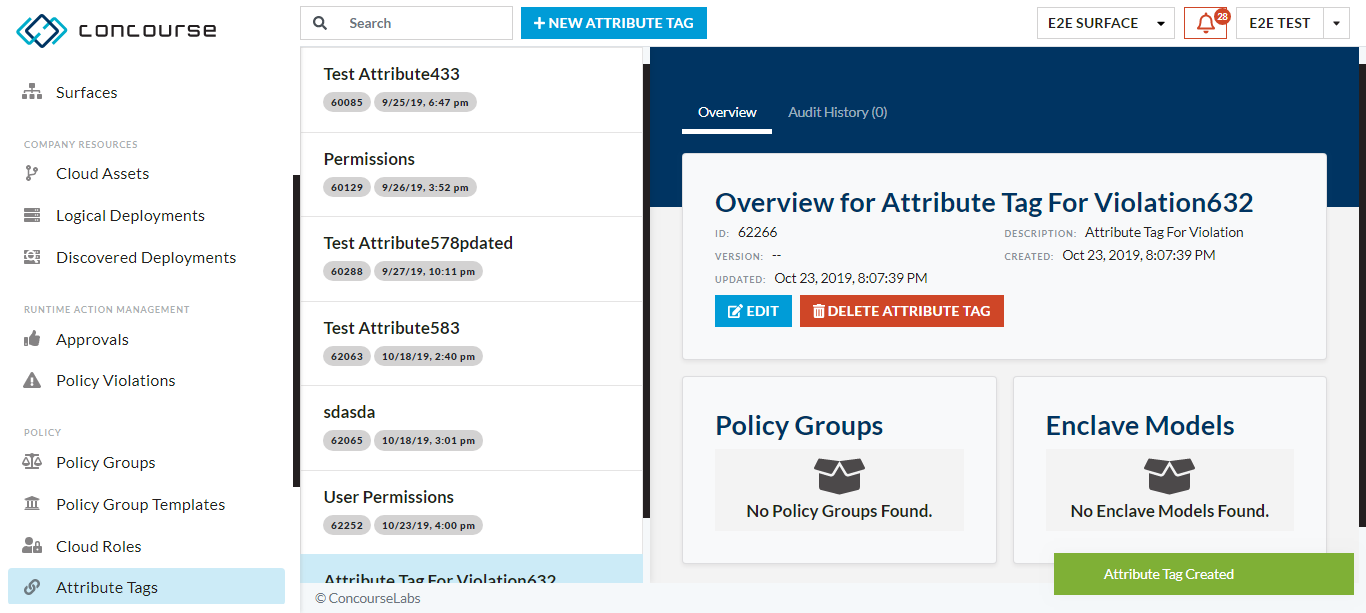 concourse
Search
NEW ATTRIBUTE TAG
E2E SURFACE
28
E2E TEST
Surfaces
COMPANY RESOURCES
Cloud Assets
Logical Deployments
Discovered Deployments
RUNTIME ACTION MANAGEMENT
Approvals
Policy Violations
POLICY
Policy Groups
Policy Group Templates
Cloud Roles
Attribute Tags
Test Attribute433
60085 9/25/19, 6:47 pm
Permissions
60129 9/26/19, 3:52 pm
Test Attribute578pdated
60288 9/27/19, 10:11 pm
Test Attribute583
62063 10/18/19, 2:40 pm
sdasda
62065 10/18/19, 3:01 pm
User Permissions
62252 10/23/19, 4:00 pm
Attribute Tag For Violation632
© ConcourseLabs
Overview Audit History (0)
Overview for Attribute Tag For Violation632
ID: 62266
DESCRIPTION: Attribute Tag For Violation
VERSION: --
CREATED: Oct 23, 2019, 8:07:39 PM
UPDATED: Oct 23, 2019, 8:07:39 PM
EDIT DELETE ATTRIBUTE TAG
Policy Groups
No Policy Groups Found.
Enclave Models
No Enclave Models Found.
Attribute Tag Created